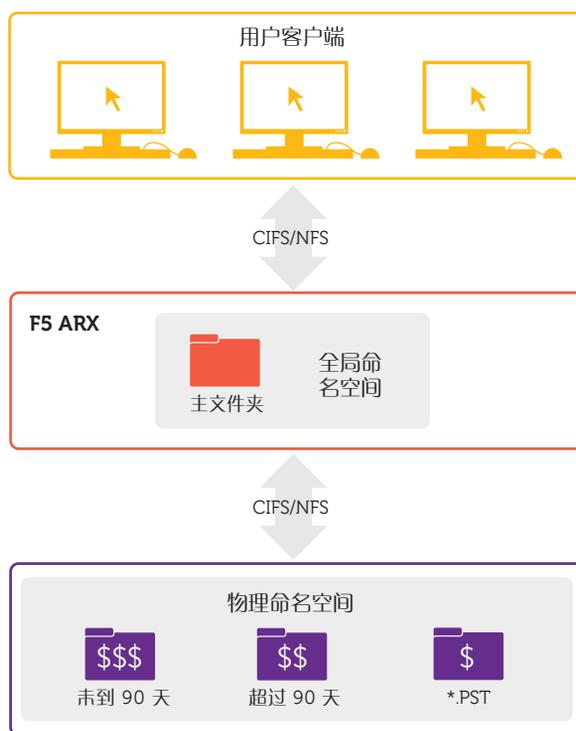 用户客户端
CIFS/NFS
F5 ARX
主文件夹
全局命
名空间
CIFS/NFS
物理命名空间
$$$
$$
$
未到 90 天
超过 90 天
*.PST